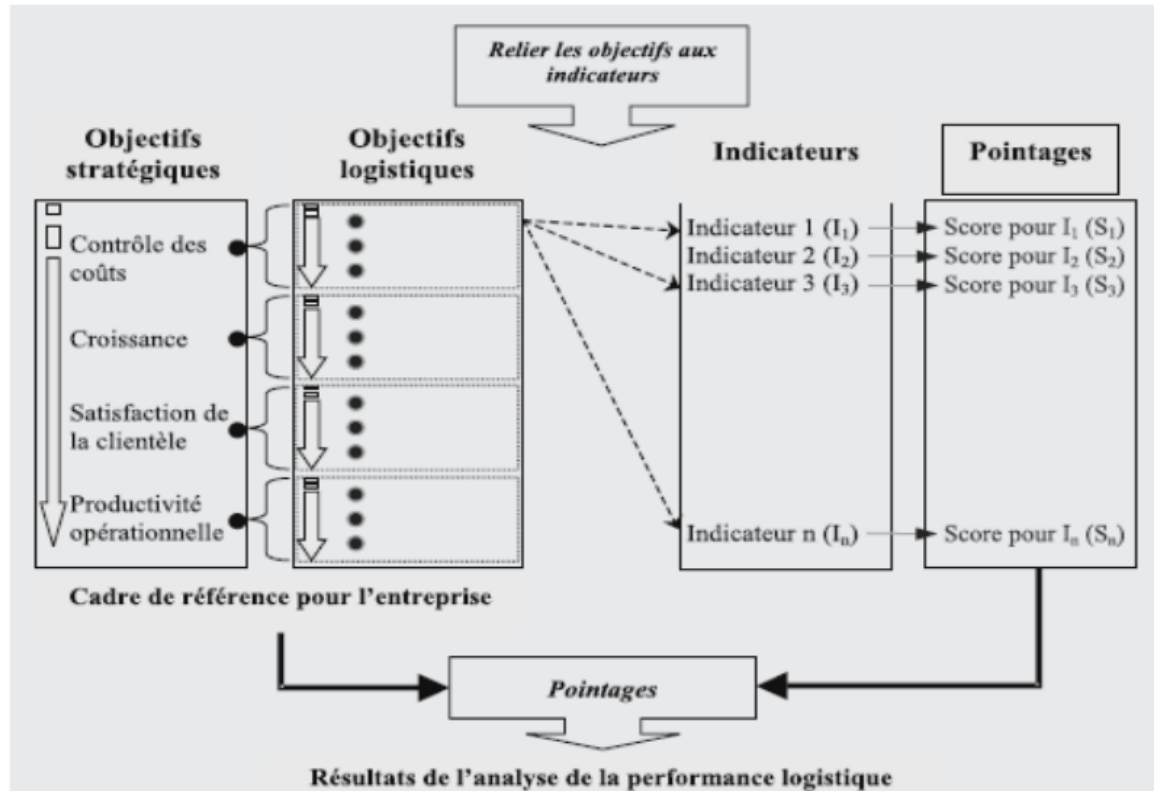 Relier les objectifs aux
indicateurs
Objectifs
stratégiques
Objectifs
logistiques
Indicateurs
Pointages
Contrôle des
coûts
Croissance
Satisfaction de
la clientèle
Productivité
opérationnelle
Indicateur 1 (I₁)
Indicateur 2 (I₂)
Indicateur 3 (I₃)
Indicateur n (Iₙ)
Score pour I₁ (S₁)
Score pour I₂ (S₂)
Score pour I₃ (S₃)
Score pour Iₙ (Sₙ)
Cadre de référence pour l'entreprise
Pointages
Résultats de l'analyse de la performance logistique